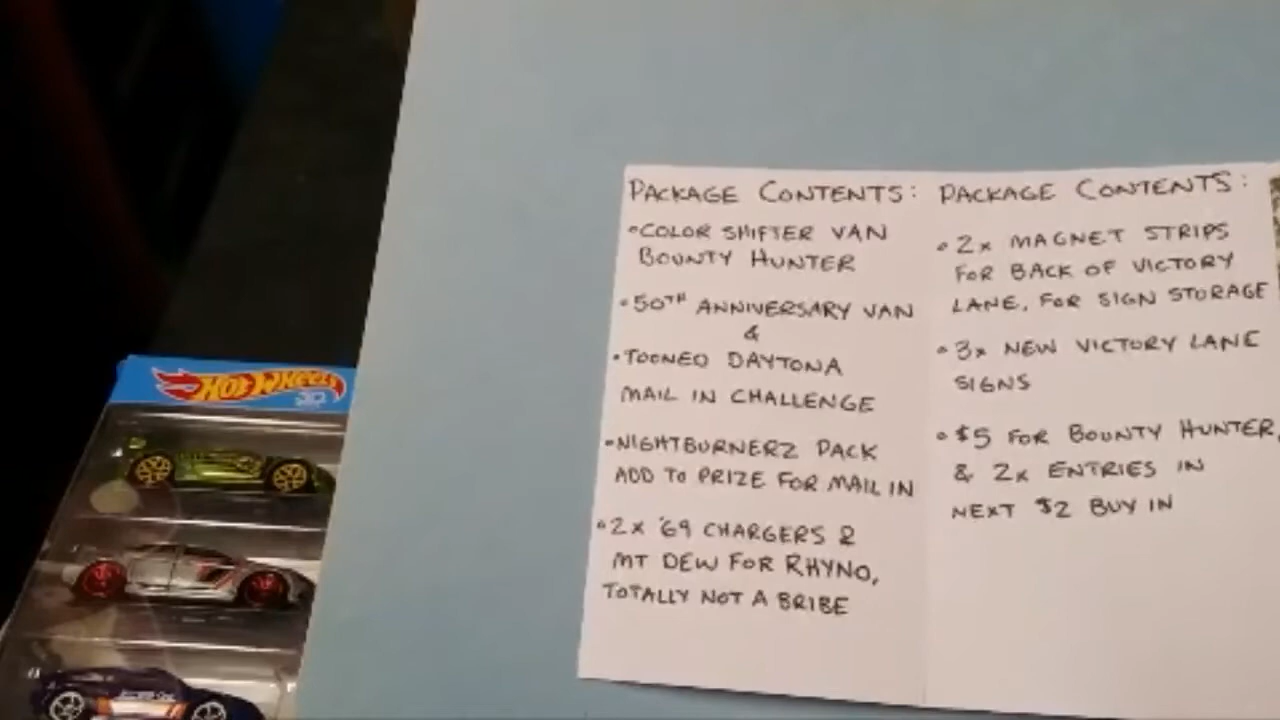 HOT WHEELS
PACKAGE CONTENTS:
•COLOR SHIFTER VAN
BOUNTY HUNTER
•50TH ANNIVERSARY VAN
&
•TOONED DAYTONA
MAIL IN CHALLENGE
•NIGHTBURNERZ PACK
ADD TO PRIZE FOR MAIL IN
•2x '69 CHARGERS &
MT DEW FOR RHYNO,
TOTALLY NOT A BRIBE
PACKAGE CONTENTS:
•2x MAGNET STRIPS
FOR BACK OF VICTORY
LANE, FOR SIGN STORAGE
•3x NEW VICTORY LANE
SIGNS
•$5 FOR BOUNTY HUNTER,
& 2x ENTRIES IN
NEXT $2 BUY IN